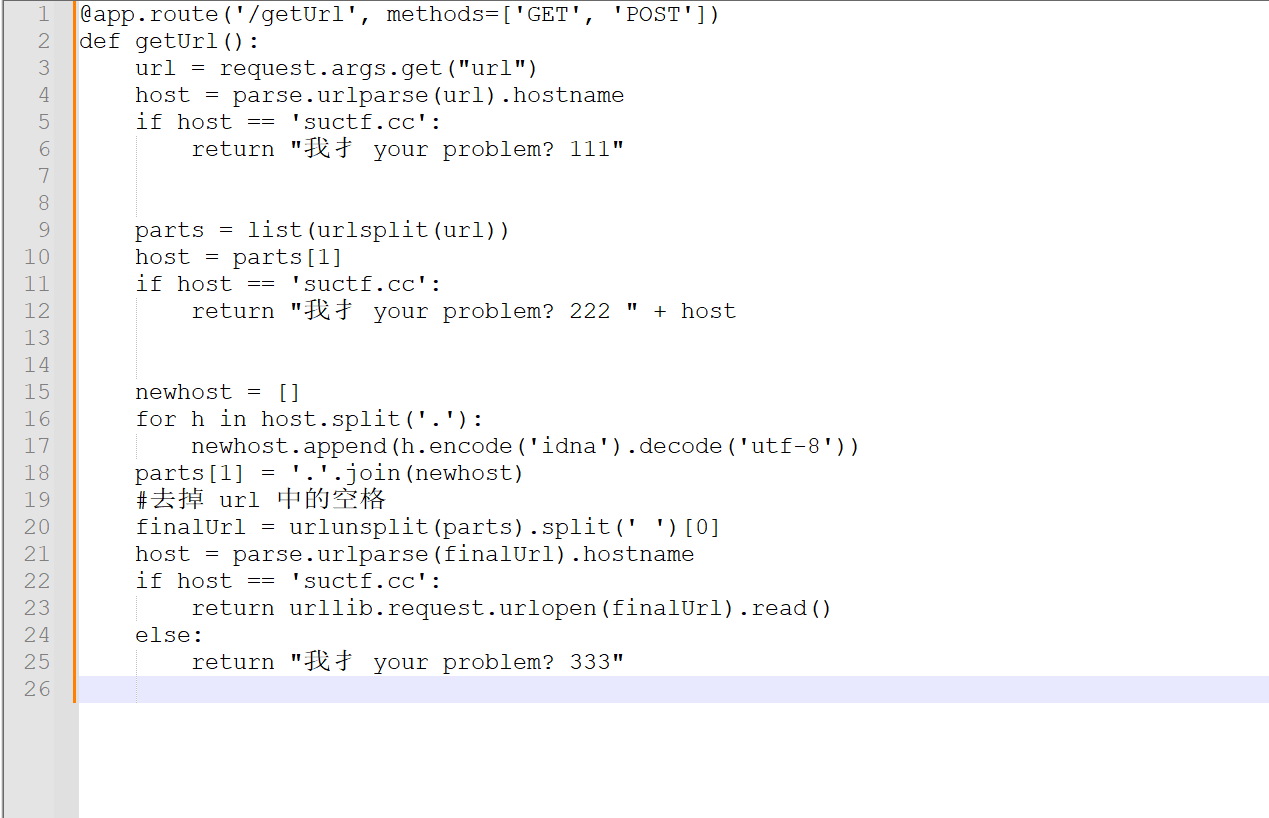 1 @app.route('/getUrl', methods=['GET', 'POST'])
2 def getUrl():
3     url = request.args.get("url")
4     host = parse.urlparse(url).hostname
5     if host == 'suctf.cc':
6         return "我扌 your problem? 111"
7
8
9     parts = list(urlsplit(url))
10     host = parts[1]
11     if host == 'suctf.cc':
12         return "我扌 your problem? 222 " + host
13
14
15     newhost = []
16     for h in host.split('.'):
17         newhost.append(h.encode('idna').decode('utf-8'))
18     parts[1] = '.'.join(newhost)
19     #去掉 url 中的空格
20     finalUrl = urlunsplit(parts).split(' ')[0]
21     host = parse.urlparse(finalUrl).hostname
22     if host == 'suctf.cc':
23         return urllib.request.urlopen(finalUrl).read()
24     else:
25         return "我扌 your problem? 333"
26